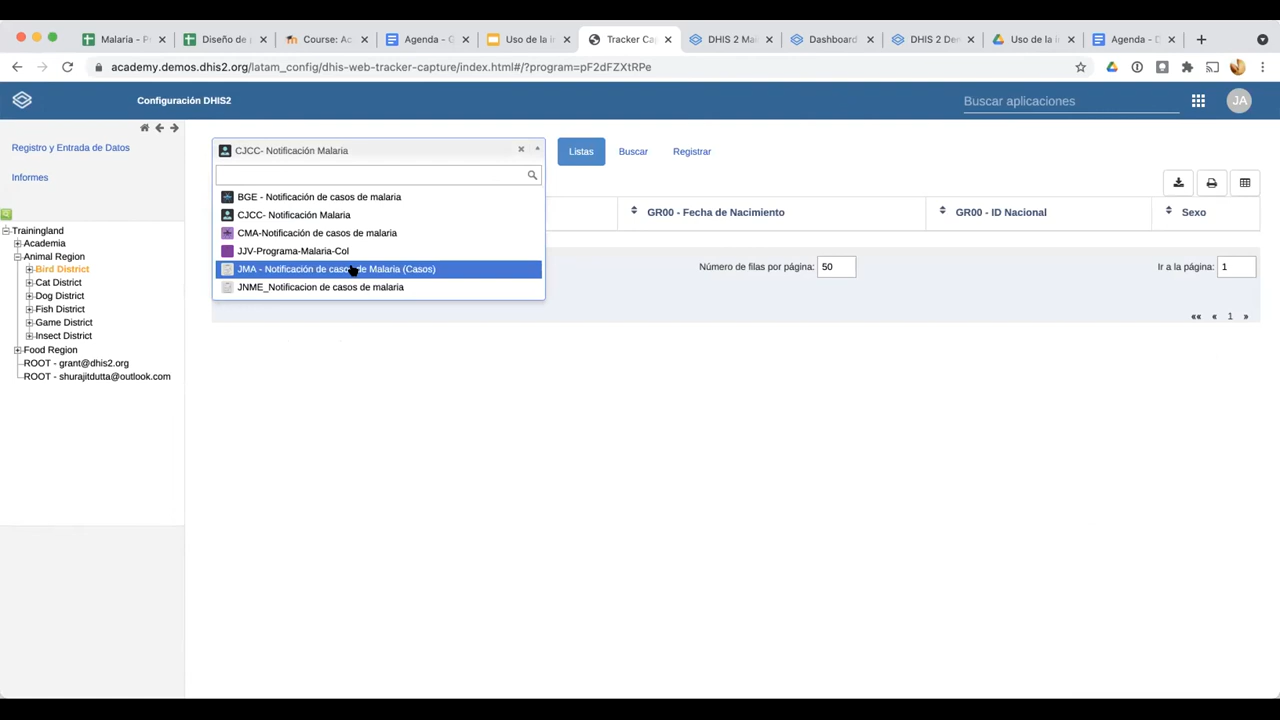 Malaria - P
Diseño de
Course: Ac
Agenda - G
Uso de la i
Tracker Ca
DHIS 2 Mai
Dashboard
DHIS 2 De
Uso de la i
Agenda - D
academy.demos.dhis2.org/latam_config/dhis-web-tracker-capture/index.html#/?program=pF2dFZXtRPe
Configuración DHIS2
Buscar aplicaciones
JA
Registro y Entrada de Datos
Informes
Trainingland
Academia
Animal Region
Bird District
Cat District
Dog District
Fish District
Game District
Insect District
Food Region
ROOT - grant@dhis2.org
ROOT - shurajitdutta@outlook.com
CJCC- Notificación Malaria
Listas
Buscar
Registrar
BGE - Notificación de casos de malaria
CJCC- Notificación Malaria
CMA-Notificación de casos de malaria
JJV-Programa-Malaria-Col
JMA - Notificación de casos de Malaria (Casos)
JNME_Notificacion de casos de malaria
GR00 - Fecha de Nacimiento
GR00 - ID Nacional
Sexo
Número de filas por página: 50
Ir a la página: 1
«« « 1 »